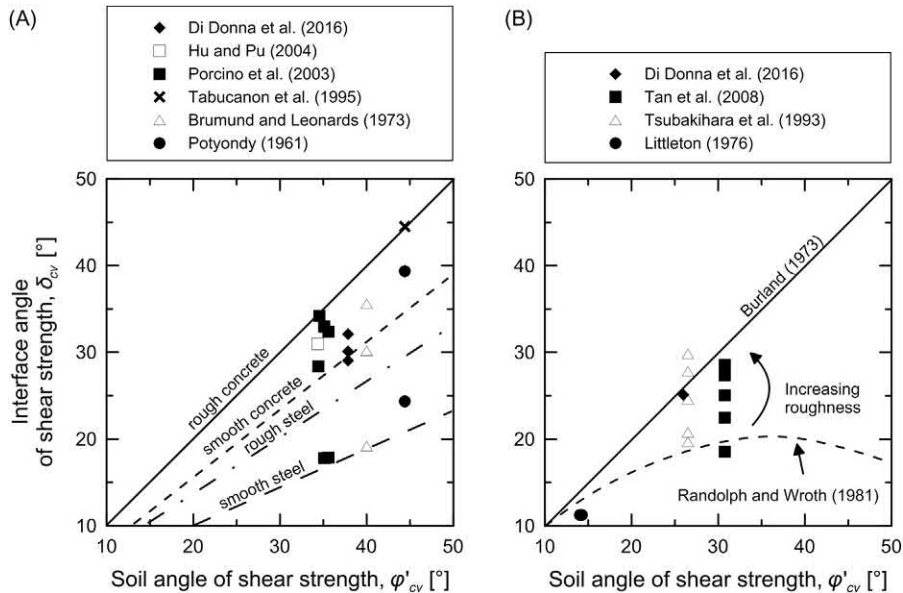 (A)
Di Donna et al. (2016)
Hu and Pu (2004)
Porcino et al. (2003)
Tabucanon et al. (1995)
Brumund and Leonards (1973)
Potyondy (1961)
50
40
30
20
10
10
20
30
40
50
Interface angle
of shear strength, δcv [°]
rough concrete
smooth concrete
rough steel
smooth steel
Soil angle of shear strength, φ'cv [°]
(B)
Di Donna et al. (2016)
Tan et al. (2008)
Tsubakihara et al. (1993)
Littleton (1976)
50
40
30
20
10
10
20
30
40
50
Burland (1973)
Increasing
roughness
Randolph and Wroth (1981)
Soil angle of shear strength, φ'cv [°]